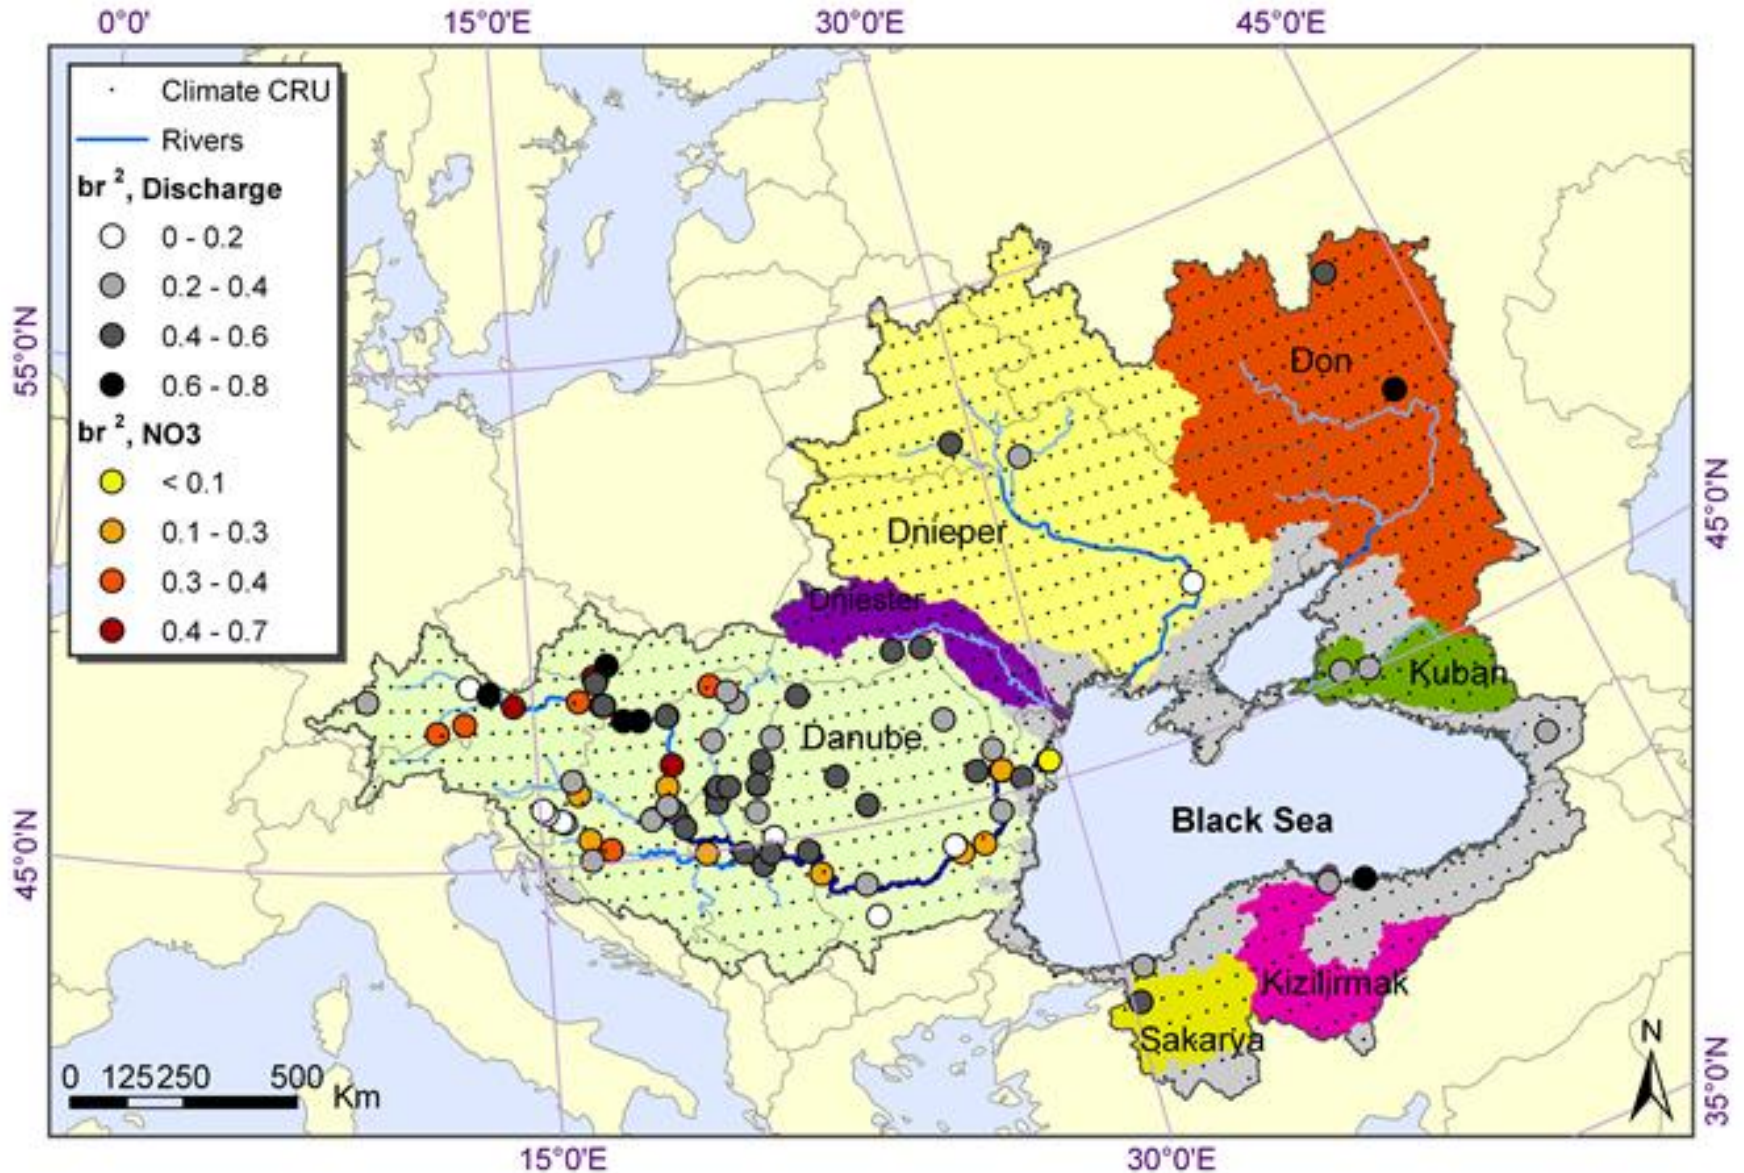 0°0' 15°0'E 30°0'E 45°0'E
Climate CRU
Rivers
br ², Discharge
0 - 0.2
0.2 - 0.4
0.4 - 0.6
0.6 - 0.8
br ², NO3
< 0.1
0.1 - 0.3
0.3 - 0.4
0.4 - 0.7
55°0'N
45°0'N
45°0'N
35°0'N
Don
Dnieper
Dniester
Kuban
Danube
Black Sea
Kizilirmak
Sakarya
N
0 125 250 500 Km
15°0'E 30°0'E